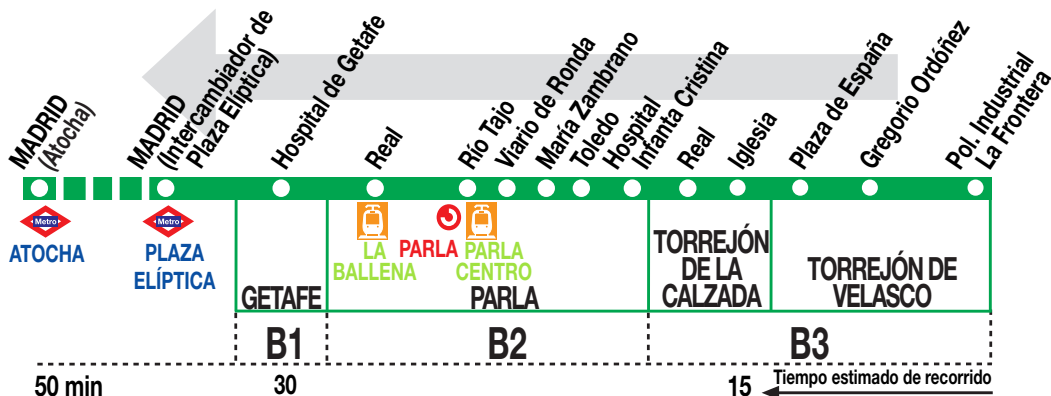 MADRID
(Atocha)
MADRID
(Intercambiador de
Plaza Elíptica)
Hospital de Getafe
Real
Río Tajo
Viario de Ronda
María Zambrano
Toledo
Hospital
Infanta Cristina
Real
Iglesia
Plaza de España
Gregorio Ordóñez
Pol. Industrial
La Frontera
Metro
ATOCHA
Metro
PLAZA
ELÍPTICA
LA
BALLENA
PARLA
PARLA
CENTRO
GETAFE
PARLA
TORREJÓN
DE LA
CALZADA
TORREJÓN DE
VELASCO
B1
B2
B3
50 min
30
15
Tiempo estimado de recorrido